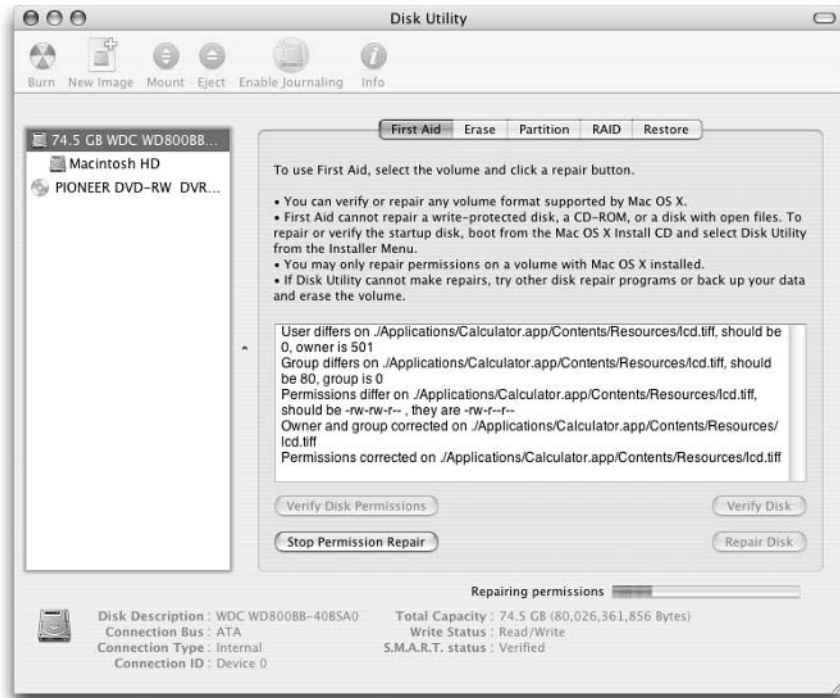 Disk Utility
Burn New Image Mount Eject Enable Journaling Info
74.5 GB WDC WD800BB...
Macintosh HD
PIONEER DVD-RW DVR...
First Aid Erase Partition RAID Restore
To use First Aid, select the volume and click a repair button.
• You can verify or repair any volume format supported by Mac OS X.
• First Aid cannot repair a write-protected disk, a CD-ROM, or a disk with open files. To
repair or verify the startup disk, boot from the Mac OS X Install CD and select Disk Utility
from the Installer Menu.
• You may only repair permissions on a volume with Mac OS X installed.
• If Disk Utility cannot make repairs, try other disk repair programs or back up your data
and erase the volume.
User differs on ./Applications/Calculator.app/Contents/Resources/lcd.tiff, should be
0, owner is 501
Group differs on ./Applications/Calculator.app/Contents/Resources/lcd.tiff, should
be 80, group is 0
Permissions differ on ./Applications/Calculator.app/Contents/Resources/lcd.tiff,
should be -rw-rw-r-- , they are -rw-r--r--
Owner and group corrected on ./Applications/Calculator.app/Contents/Resources/
lcd.tiff
Permissions corrected on ./Applications/Calculator.app/Contents/Resources/lcd.tiff
Verify Disk Permissions Verify Disk
Stop Permission Repair Repair Disk
Repairing permissions
Disk Description : WDC WD800BB-40BSA0 Total Capacity : 74.5 GB (80,026,361,856 Bytes)
Connection Bus : ATA Write Status : Read/Write
Connection Type : Internal S.M.A.R.T. status : Verified
Connection ID : Device 0